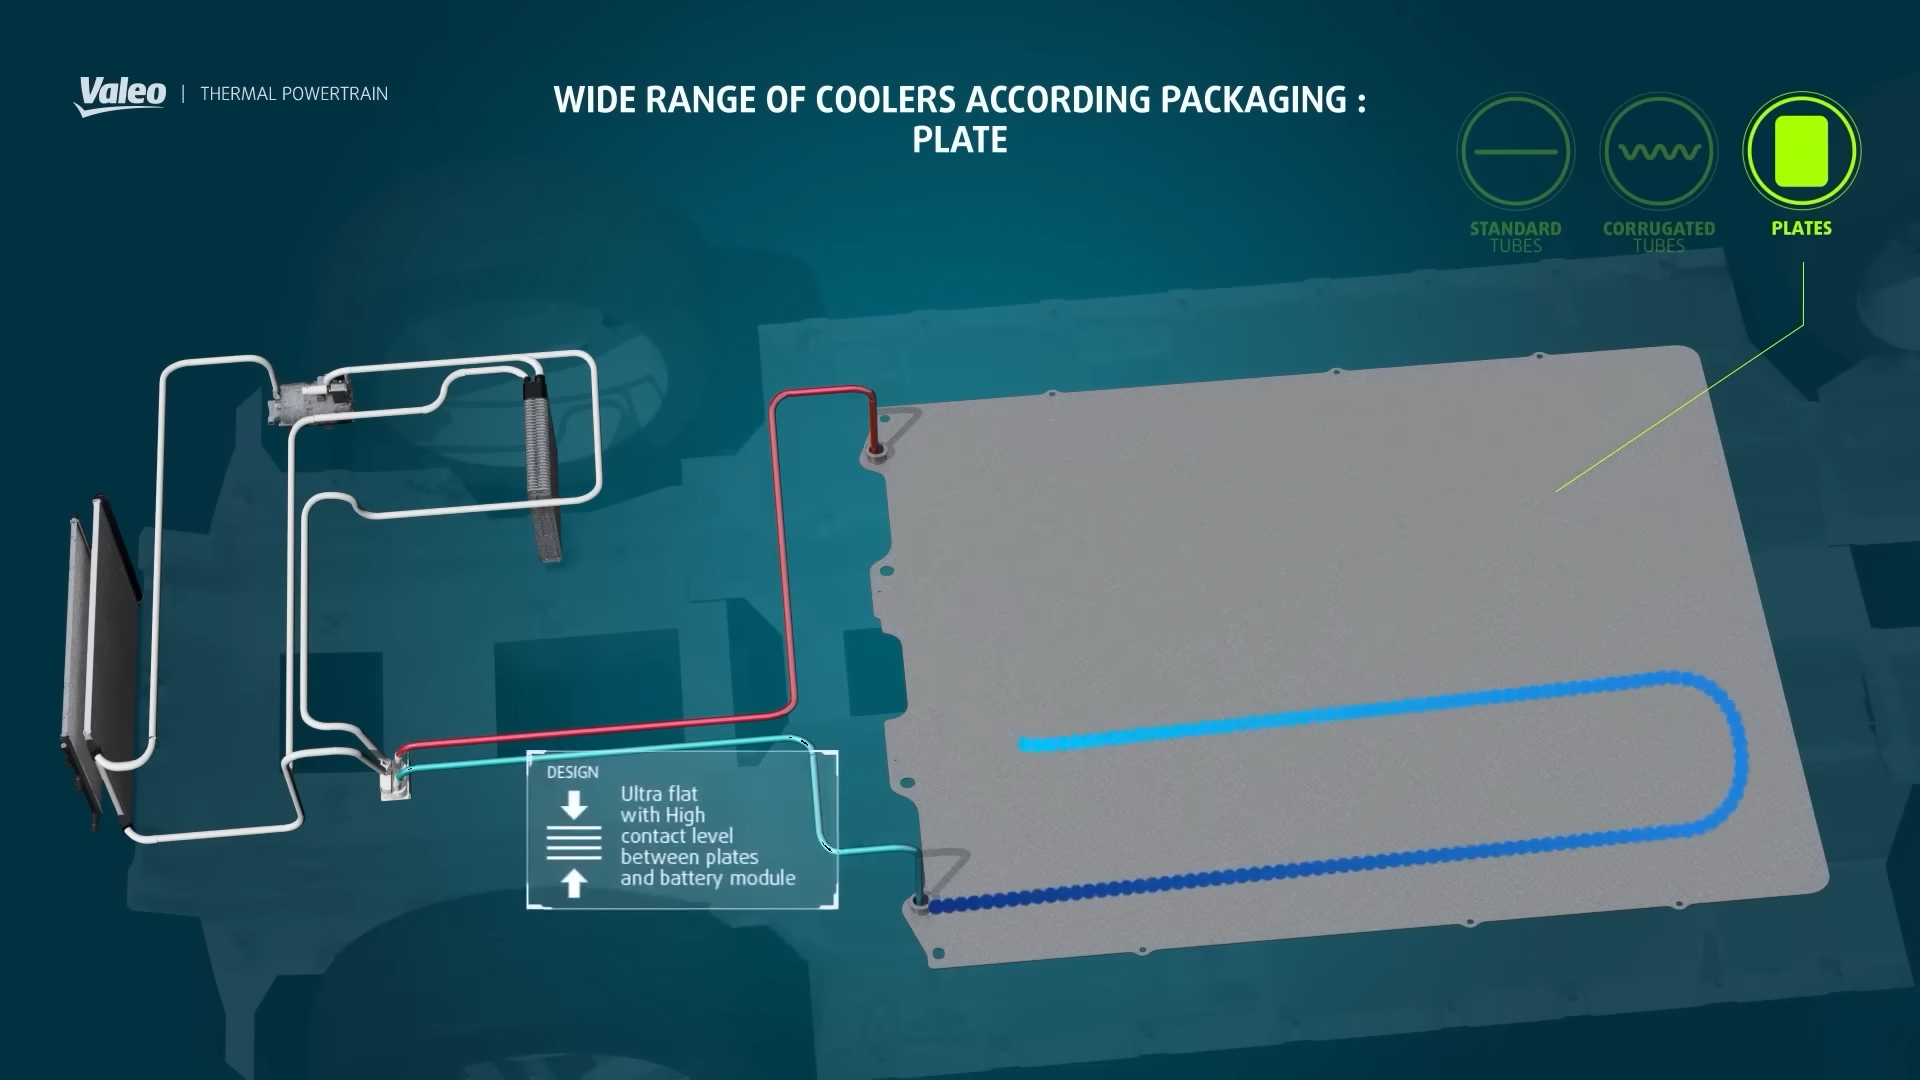 Valeo | THERMAL POWERTRAIN
WIDE RANGE OF COOLERS ACCORDING PACKAGING :
PLATE
STANDARD
TUBES
CORRUGATED
TUBES
PLATES
DESIGN
Ultra flat
with High
contact level
between plates
and battery module